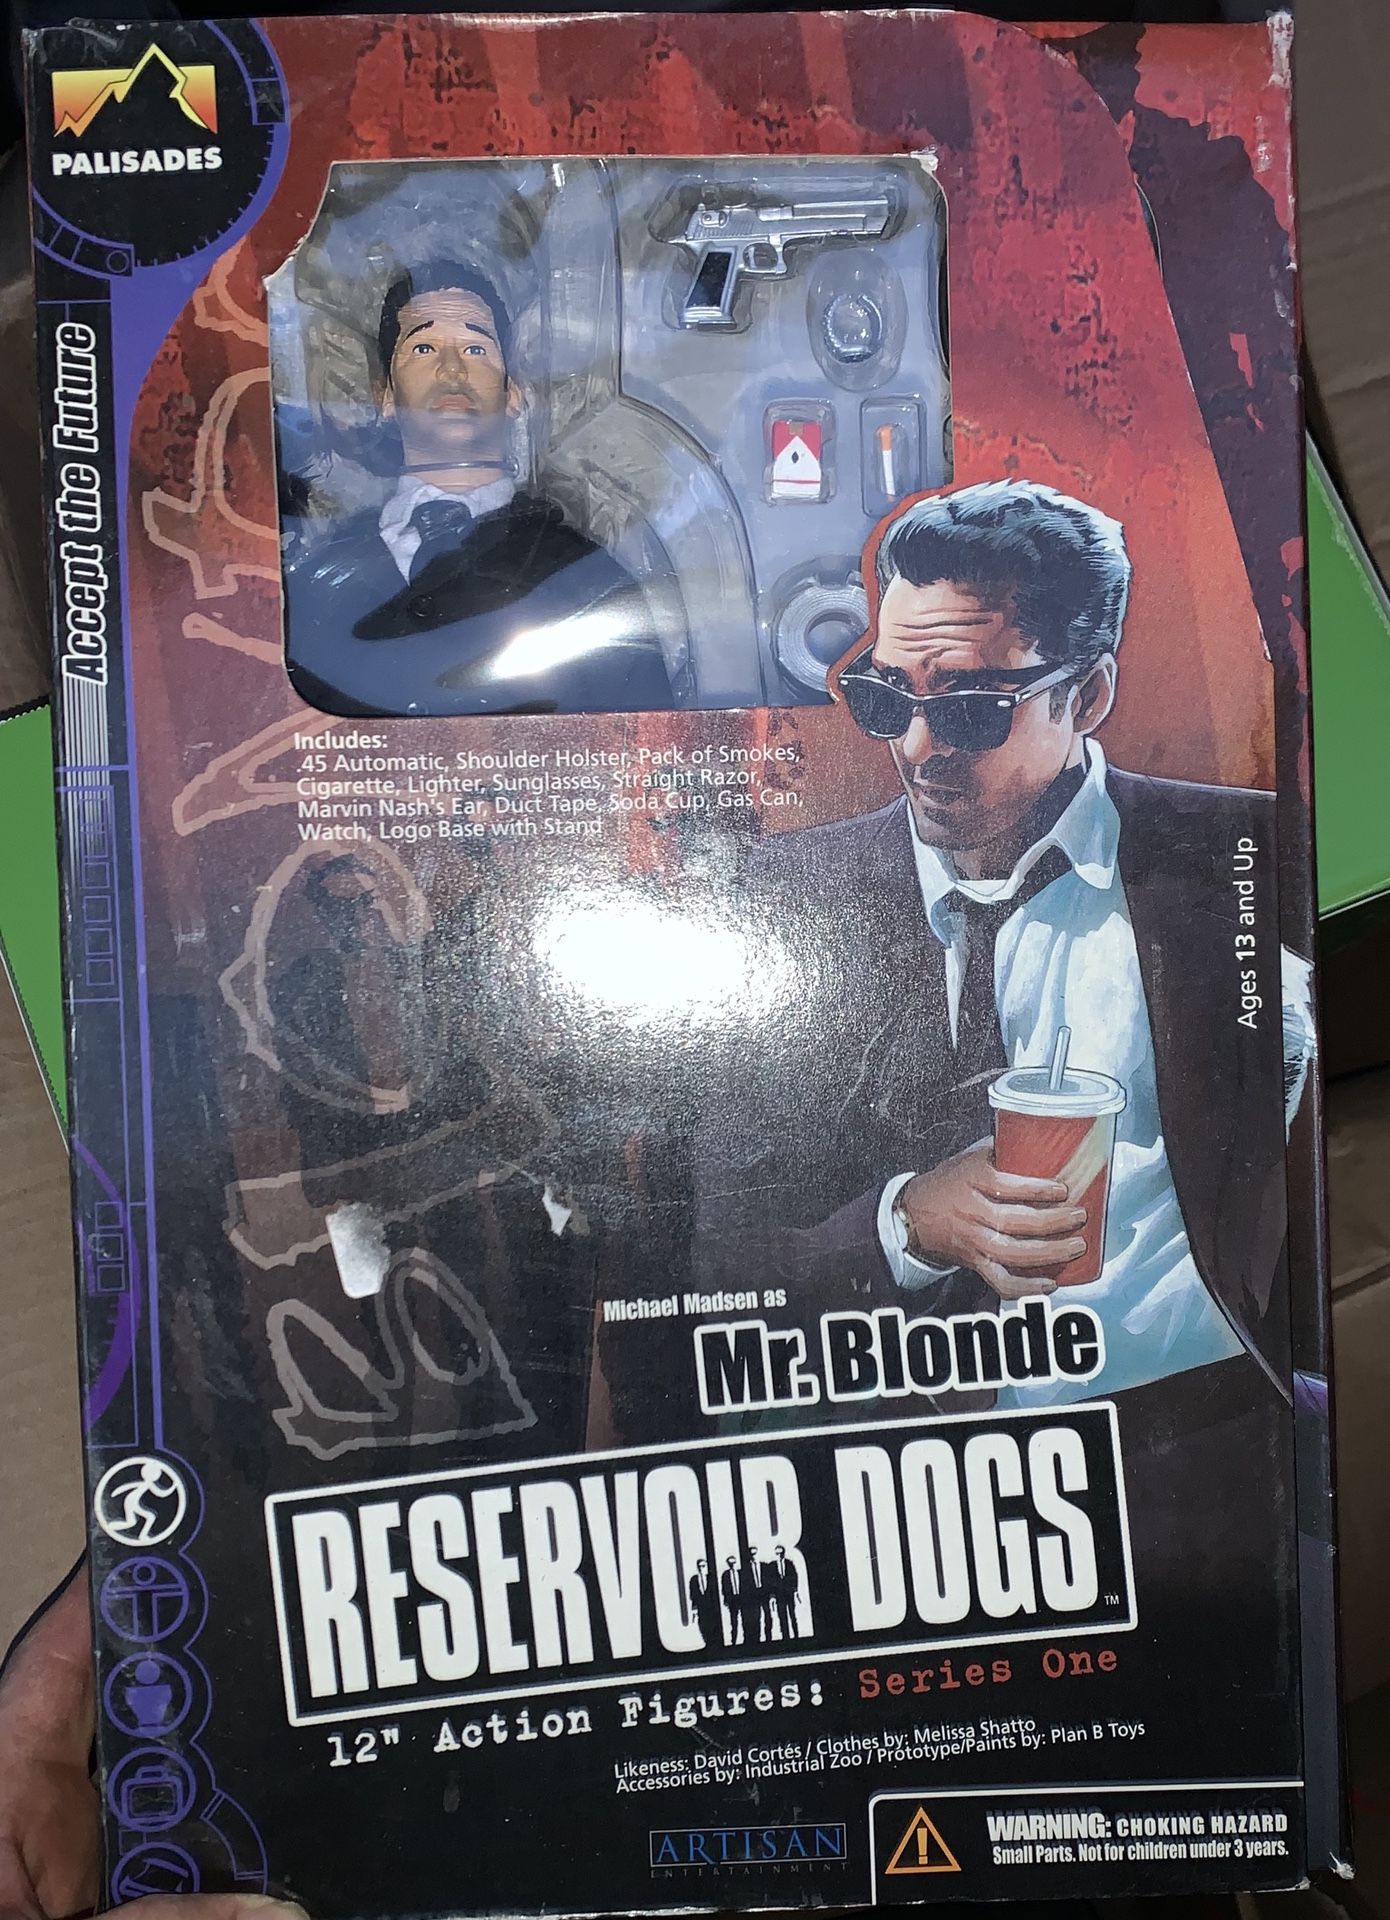 PALISADES
Accept the Future
Includes:
.45 Automatic, Shoulder Holster, Pack of Smokes,
Cigarette, Lighter, Sunglasses, Straight Razor,
Marvin Nash's Ear, Duct Tape, Soda Cup, Gas Can,
Watch, Logo Base with Stand
Ages 13 and Up
Michael Madsen as
Mr. Blonde
RESERVOIR DOGS ™
12" Action Figures: Series One
Likeness: David Cortés / Clothes by: Melissa Shatto
Accessories by: Industrial Zoo / Prototype/Paints by: Plan B Toys
ARTISAN
ENTERTAINMENT
WARNING: CHOKING HAZARD
Small Parts. Not for children under 3 years.